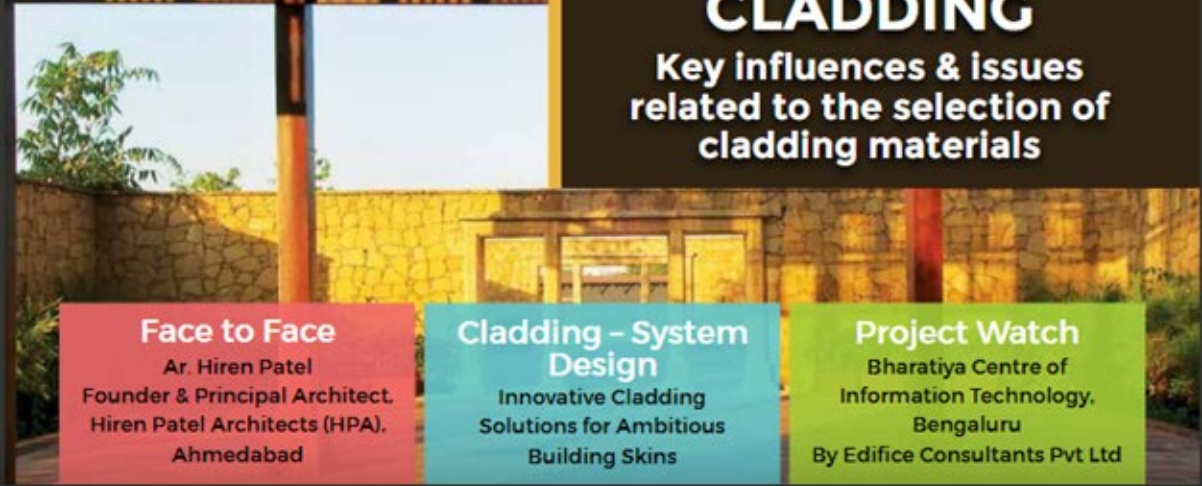 CLADDING
Key influences & issues
related to the selection of
cladding materials
Face to Face
Ar. Hiren Patel
Founder & Principal Architect,
Hiren Patel Architects (HPA),
Ahmedabad
Cladding – System
Design
Innovative Cladding
Solutions for Ambitious
Building Skins
Project Watch
Bharatiya Centre of
Information Technology,
Bengaluru
By Edifice Consultants Pvt Ltd